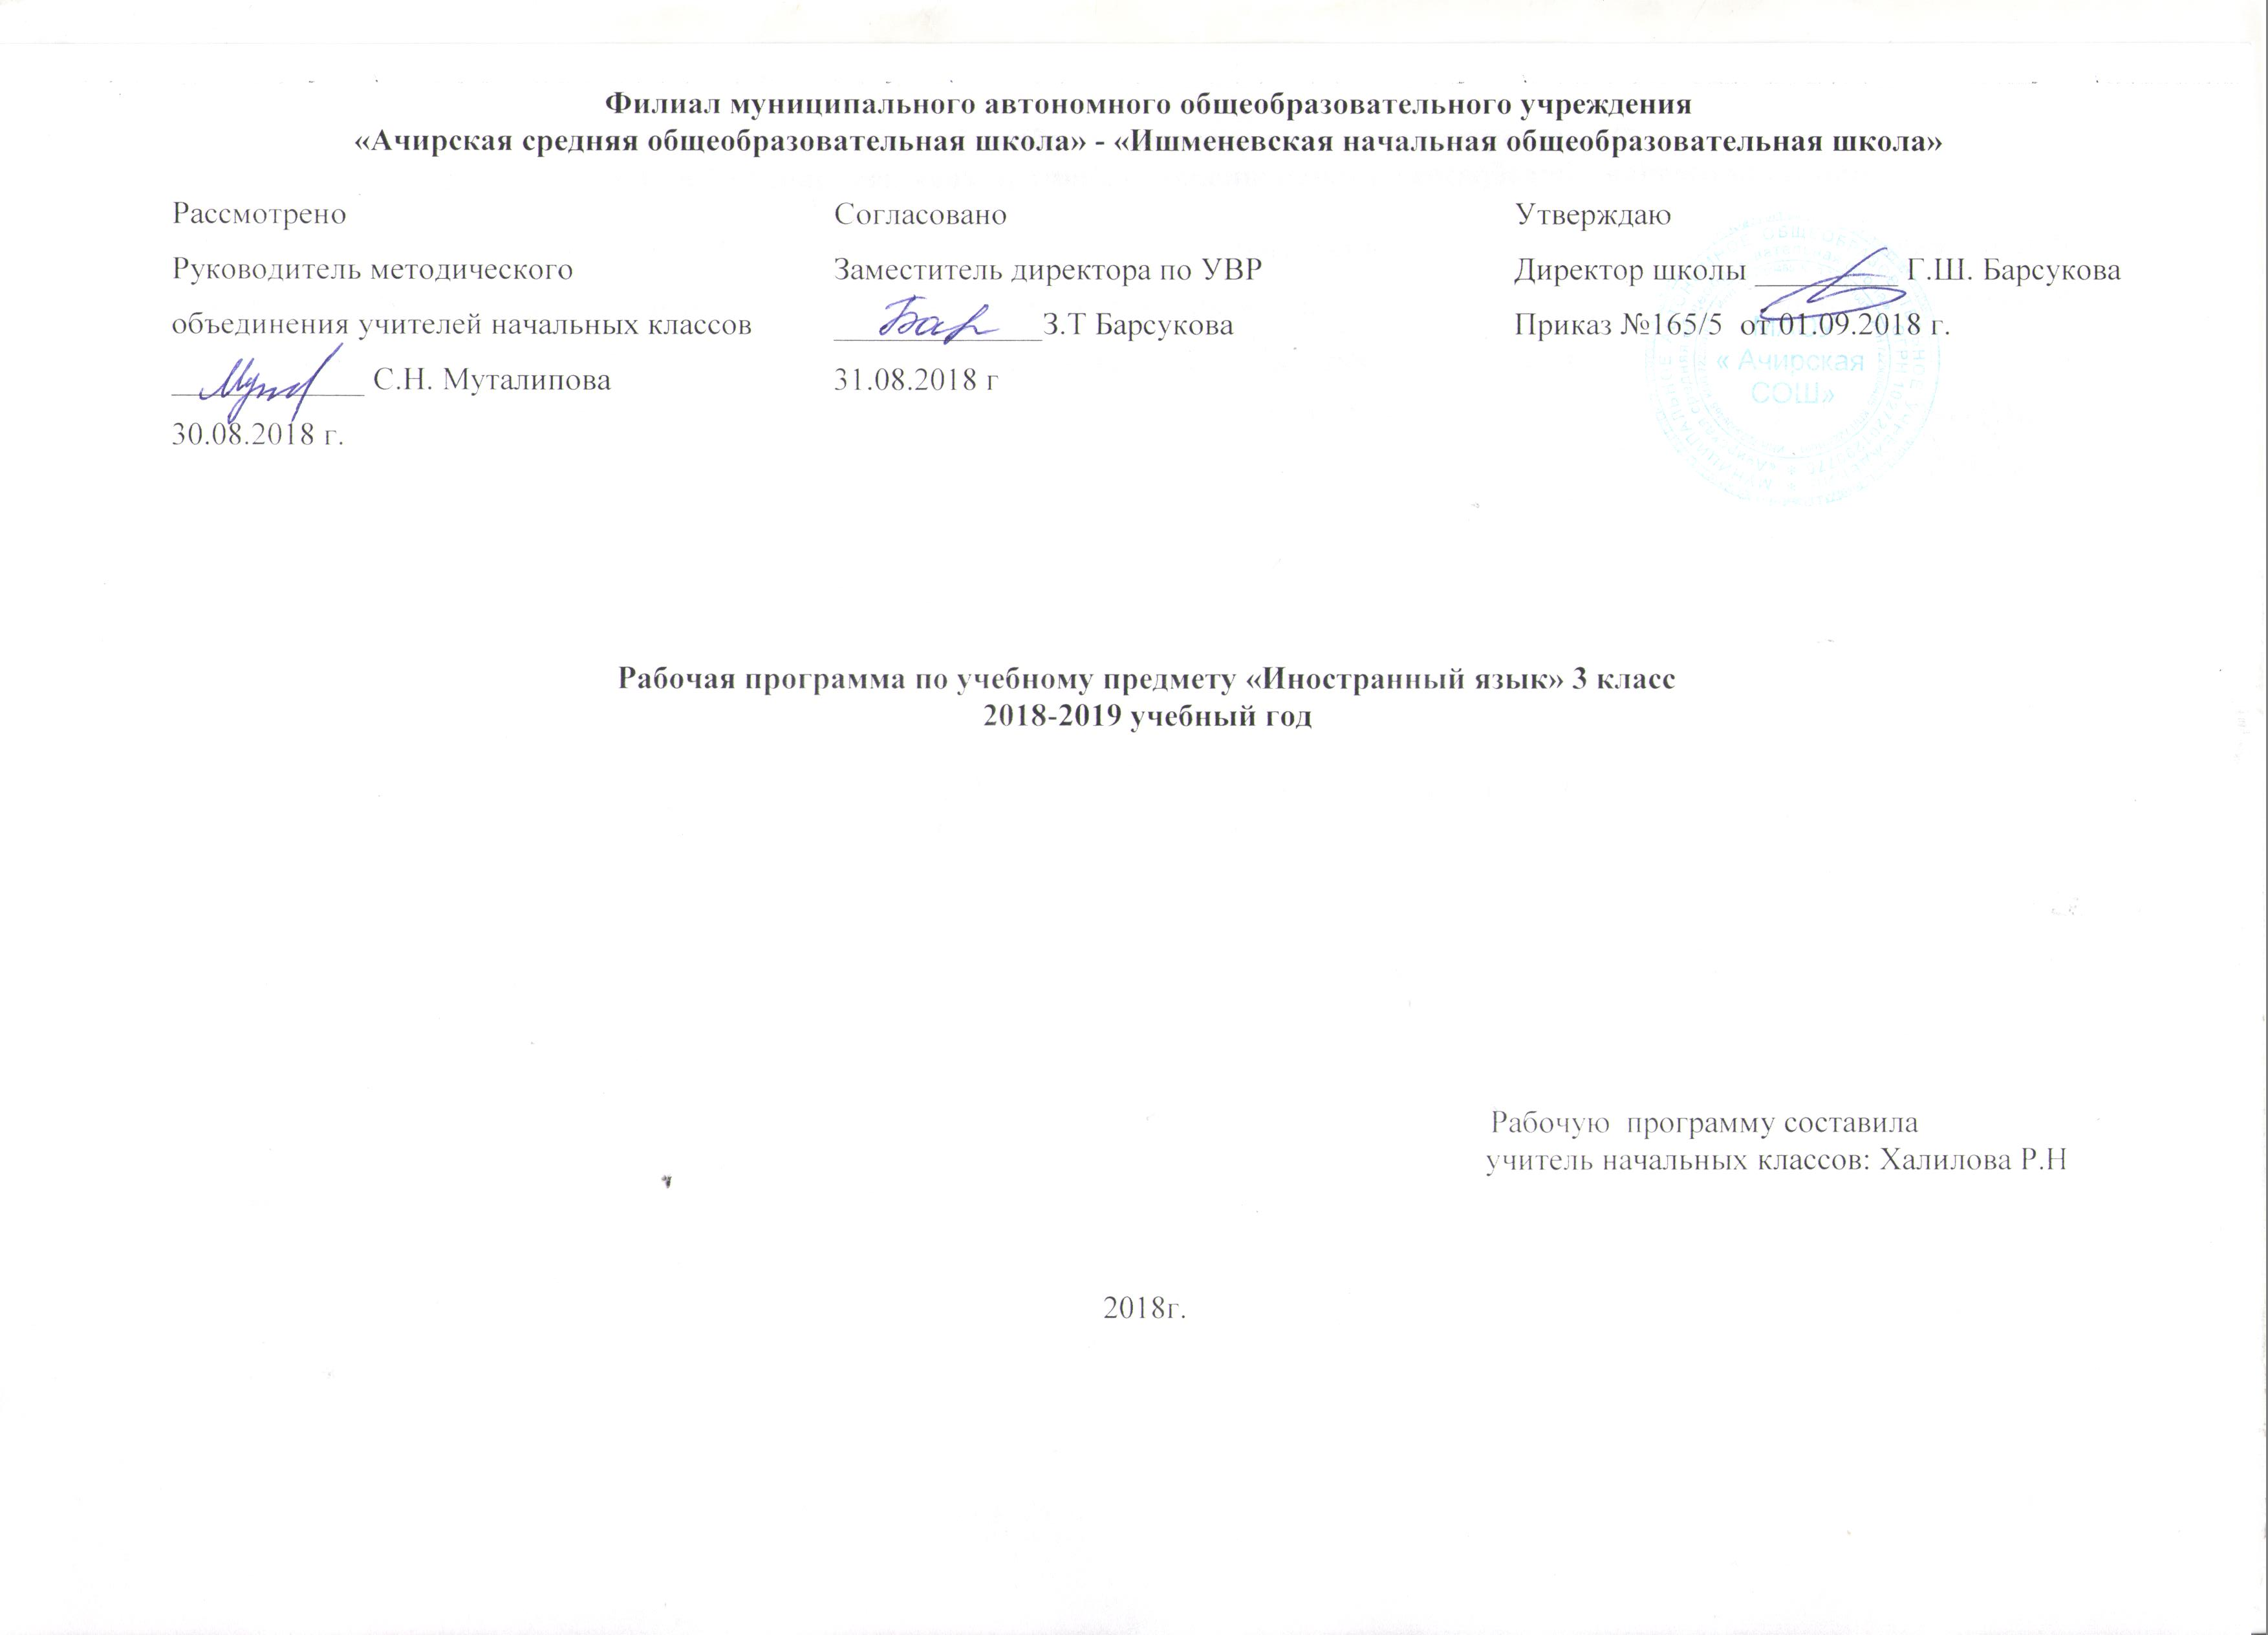 Филиал муниципального автономного общеобразовательного учреждения
«Ачирская средняя общеобразовательная школа» - «Ишменевская начальная общеобразовательная школа»
Рассмотрено
Руководитель методического
объединения учителей начальных классов
____________ С.Н. Муталипова
30.08.2018 г.
Согласовано
Заместитель директора по УВР
Бар З.Т Барсукова
31.08.2018 г
Утверждаю
Директор школы _________ Г.Ш. Барсукова
Приказ №165/5 от 01.09.2018 г.
« Ачирская
СОШ»
Рабочая программа по учебному предмету «Иностранный язык» 3 класс
2018-2019 учебный год
Рабочую программу составила
учитель начальных классов: Халилова Р.Н
2018г.